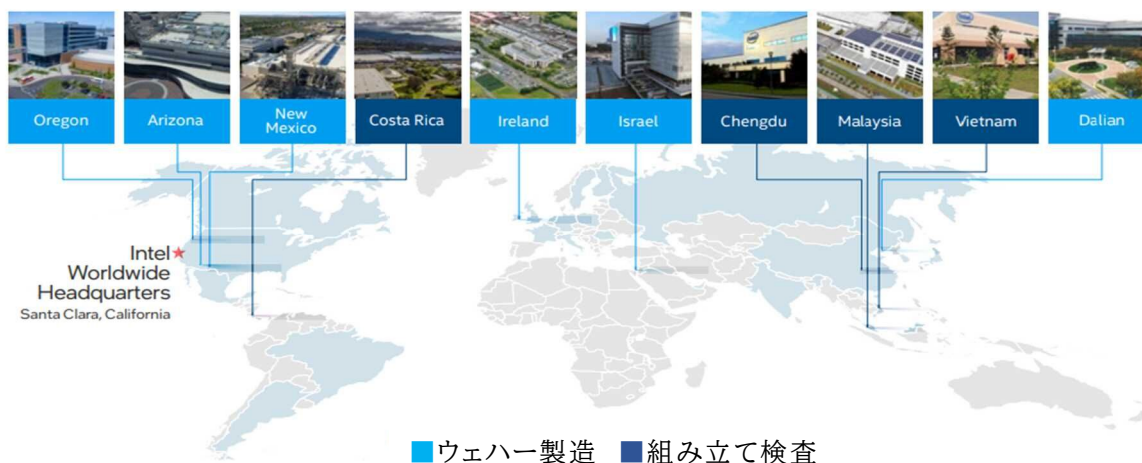 Oregon
Arizona
New
Mexico
Costa Rica
Ireland
Israel
Chengdu
Malaysia
Vietnam
Dalian
Intel
Worldwide
Headquarters
Santa Clara, California
■ウェハー製造 ■組み立て検査